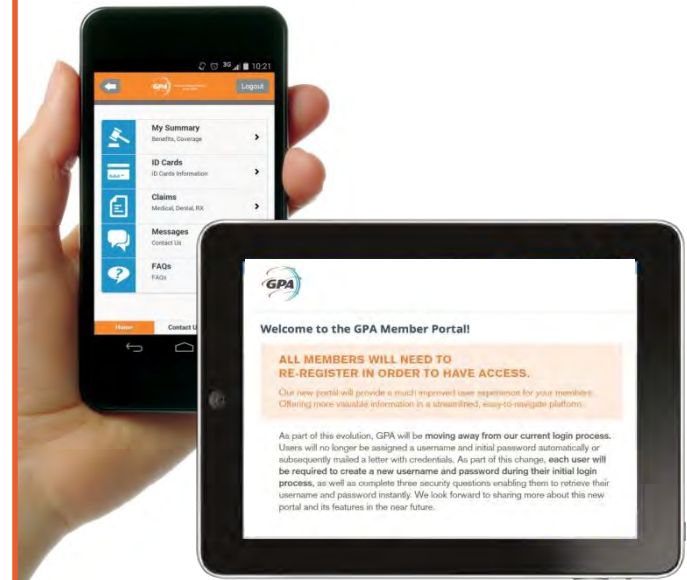 3G 10:21
GPA
Logout
My Summary
Benefits, Coverage
ID Cards
ID Cards Information
Claims
Medical, Dental, RX
Messages
Contact Us
FAQs
FAQs
Home Contact U
GPA
Welcome to the GPA Member Portal!
ALL MEMBERS WILL NEED TO
RE-REGISTER IN ORDER TO HAVE ACCESS.
Our new portal will provide a much improved user experience for your members.
Offering more valuable information in a streamlined, easy-to-navigate platform.
As part of this evolution, GPA will be moving away from our current login process.
Users will no longer be assigned a username and initial password automatically or
subsequently mailed a letter with credentials. As part of this change, each user will
be required to create a new username and password during their initial login
process, as well as complete three security questions enabling them to retrieve their
username and password instantly. We look forward to sharing more about this new
portal and its features in the near future.